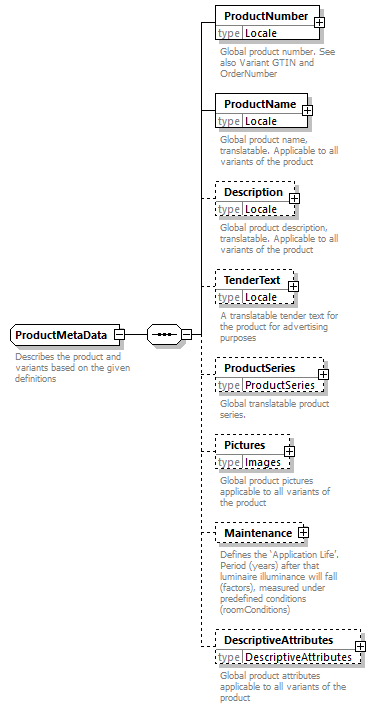 ProductNumber
type Locale
Global product number. See
also Variant GTIN and
OrderNumber
ProductName
type Locale
Global product name,
translatable. Applicable to all
variants of the product
Description
type Locale
Global product description,
translatable. Applicable to all
variants of the product
TenderText
type Locale
A translatable tender text for
the product for advertising
purposes
ProductMetaData
Describes the product and
variants based on the given
definitions
ProductSeries
type ProductSeries
Global translatable product
series.
Pictures
type Images
Global product pictures
applicable to all variants of
the product
Maintenance
Defines the 'Application Life'.
Period (years) after that
luminaire illuminance will fall
(factors), measured under
predefined conditions
(roomConditions)
DescriptiveAttributes
type DescriptiveAttributes
Global product attributes
applicable to all variants of the
product